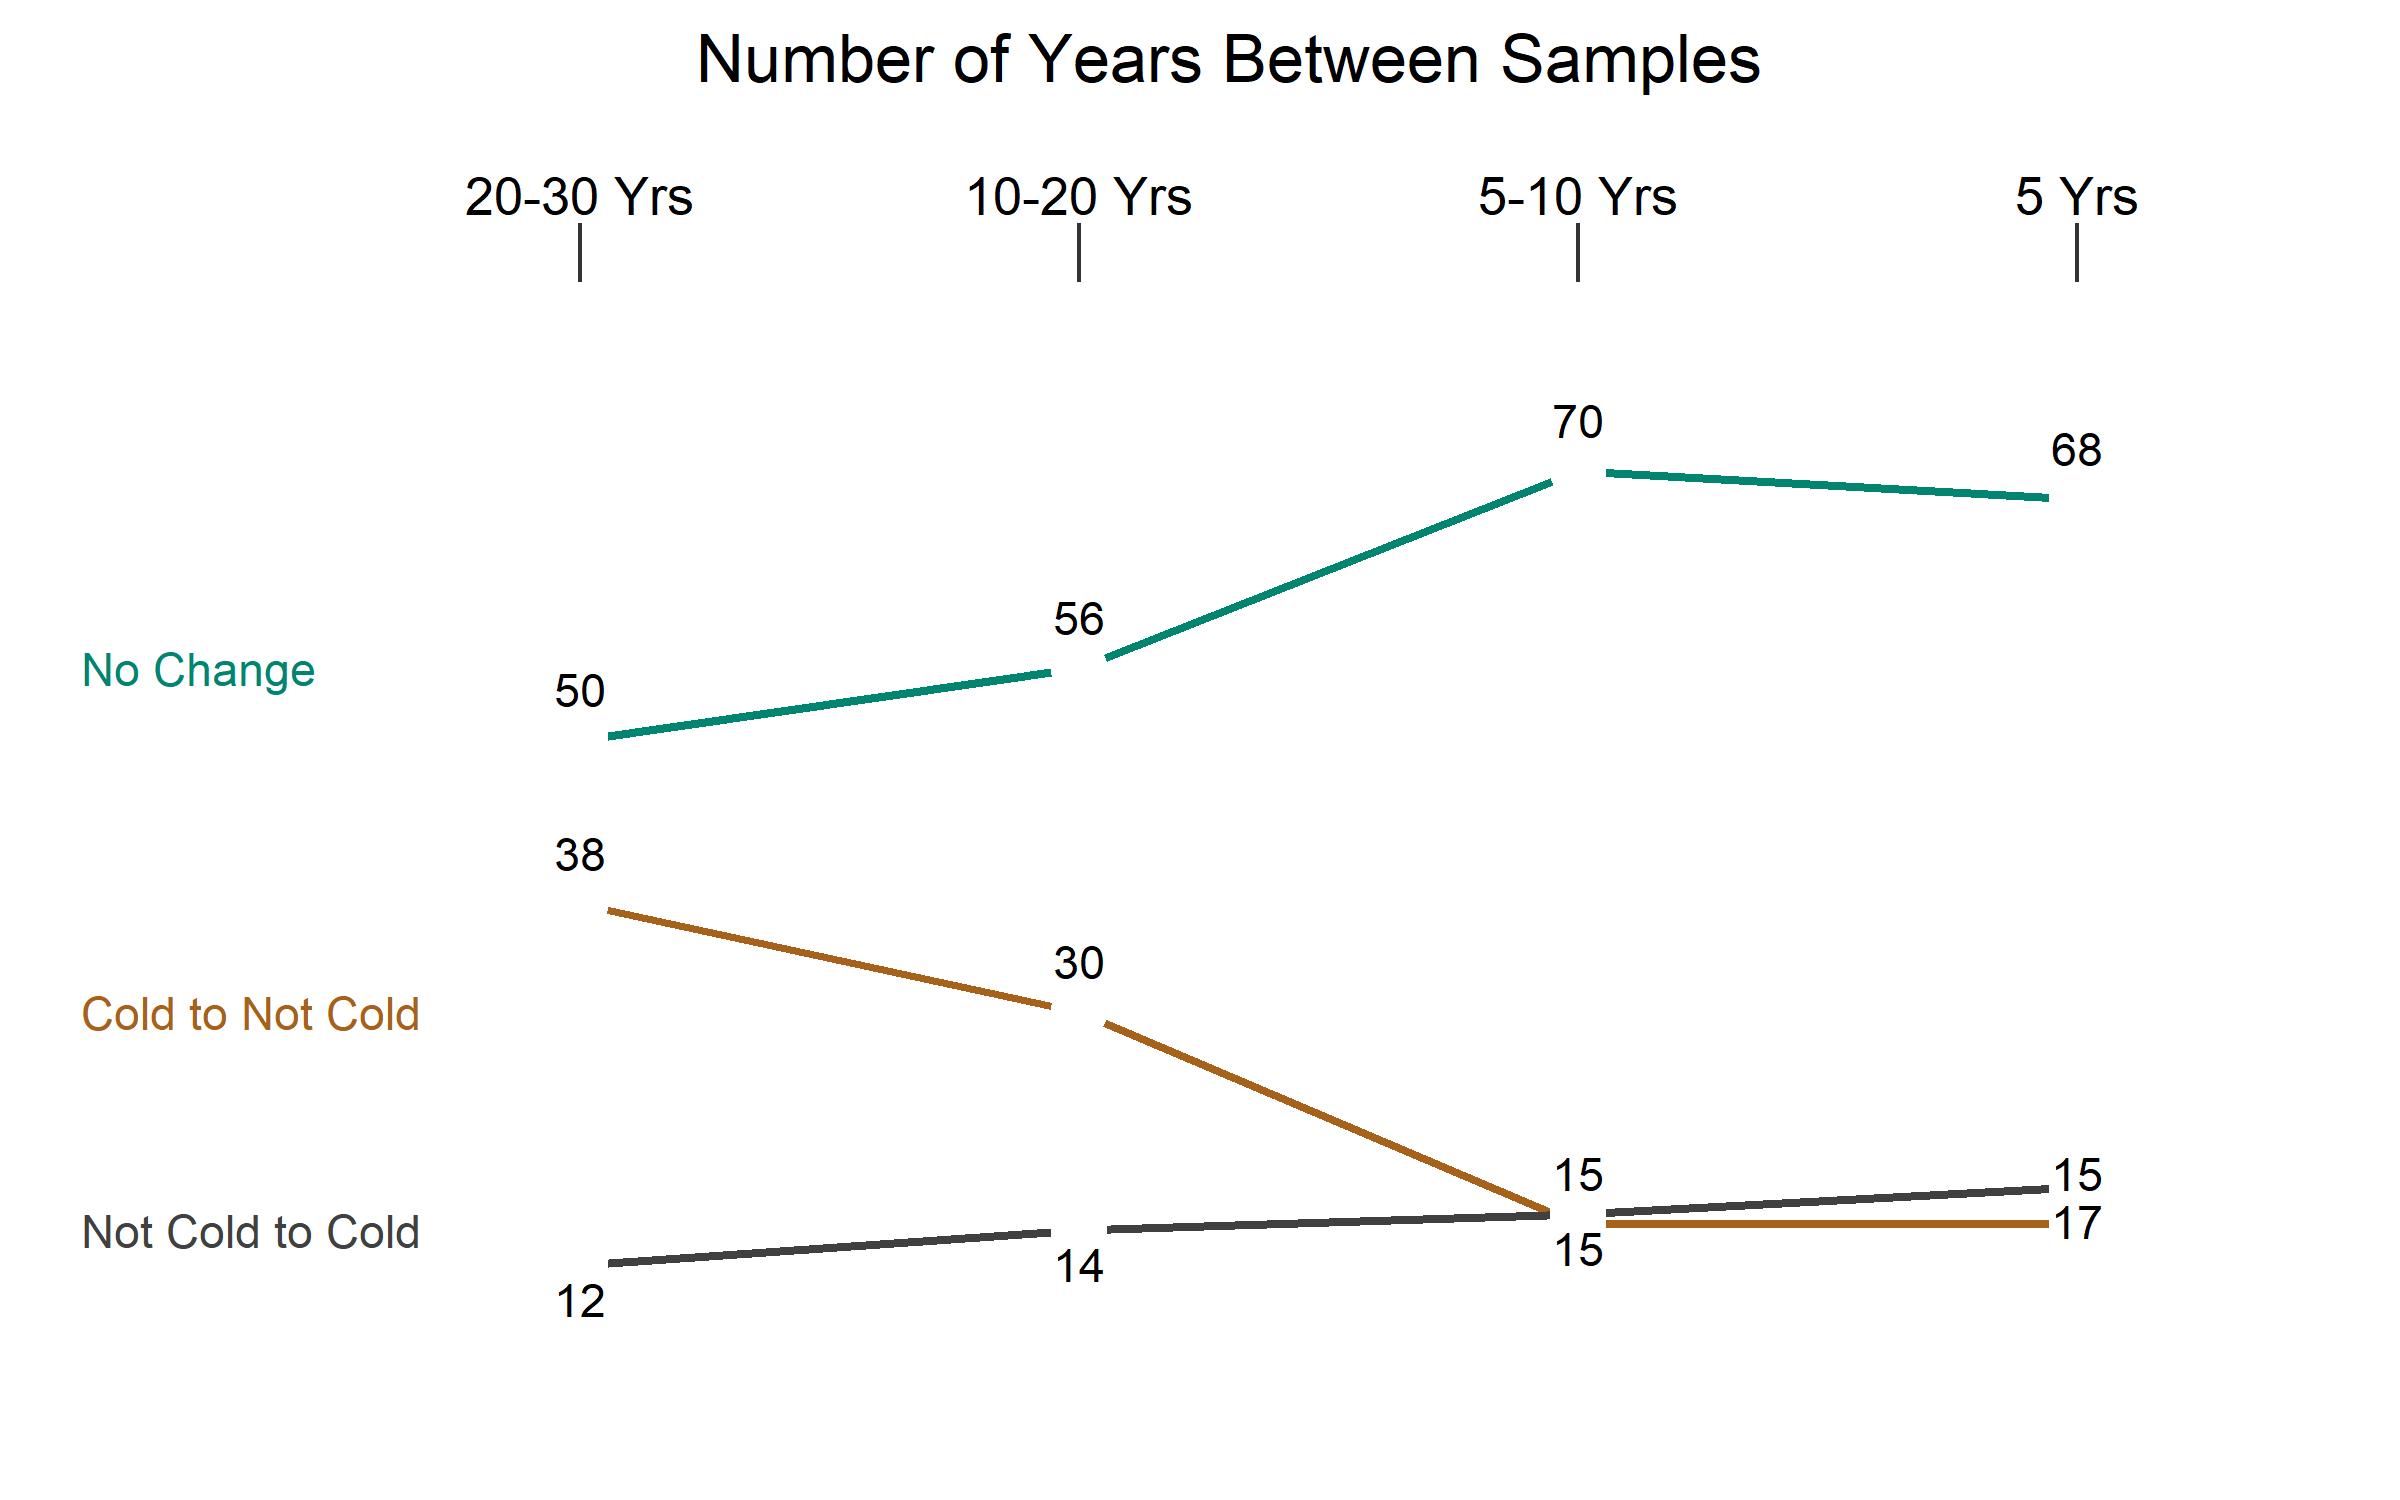 Number of Years Between Samples
20-30 Yrs 10-20 Yrs 5-10 Yrs 5 Yrs
70
68
56
No Change
50
38
30
Cold to Not Cold
15 15
Not Cold to Cold
17
14
15
12